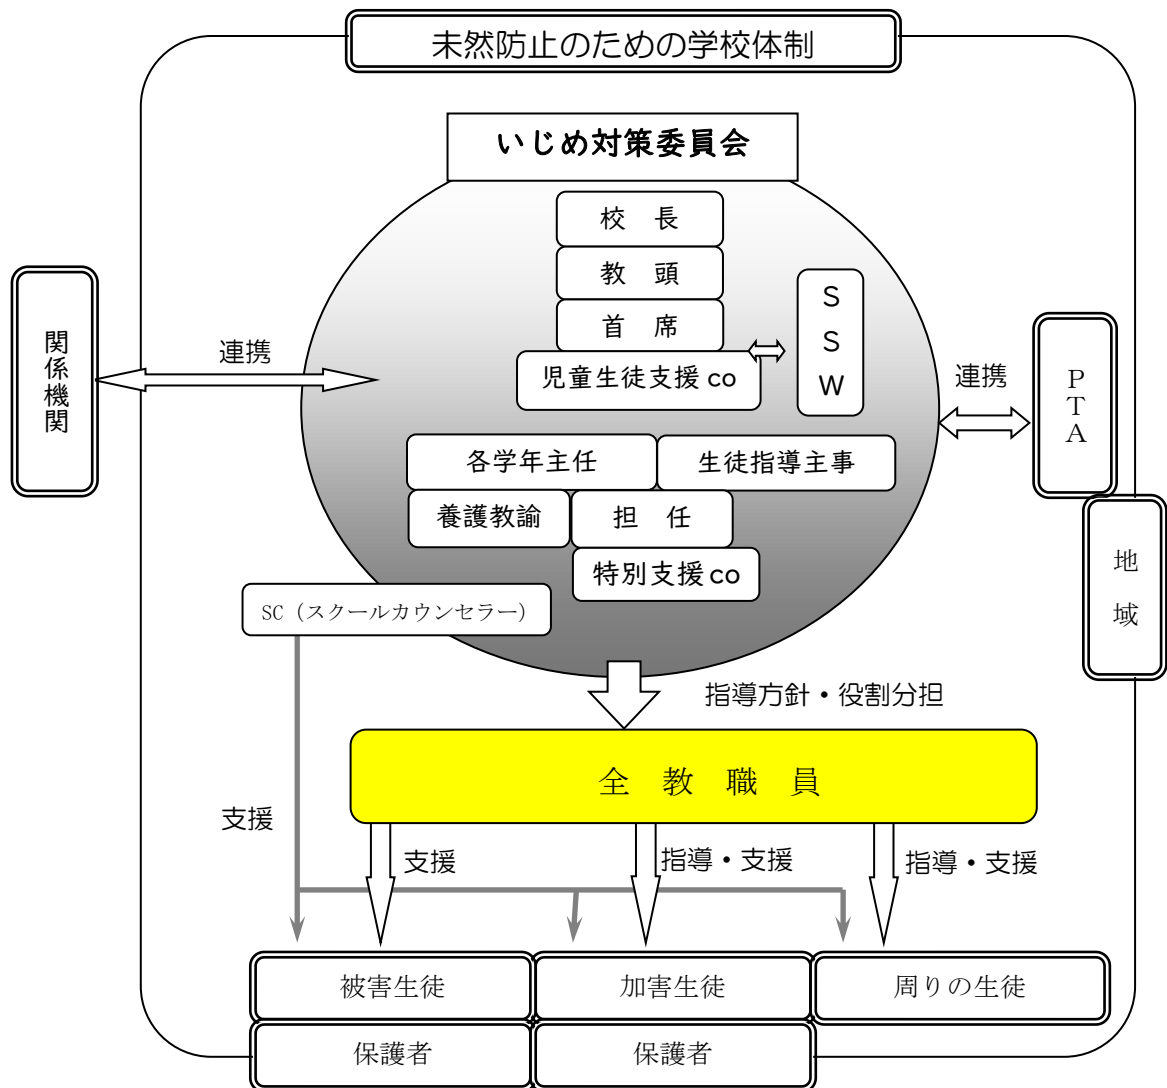 未然防止のための学校体制
いじめ対策委員会
校　長
教　頭
首　席
児童生徒支援co
SSW
関係機関
連携
連携
PTA
地域
各学年主任
生徒指導主事
養護教諭
担　任
特別支援co
SC（スクールカウンセラー）
指導方針・役割分担
全　教　職　員
支援
支援
指導・支援
指導・支援
被害生徒
加害生徒
周りの生徒
保護者
保護者